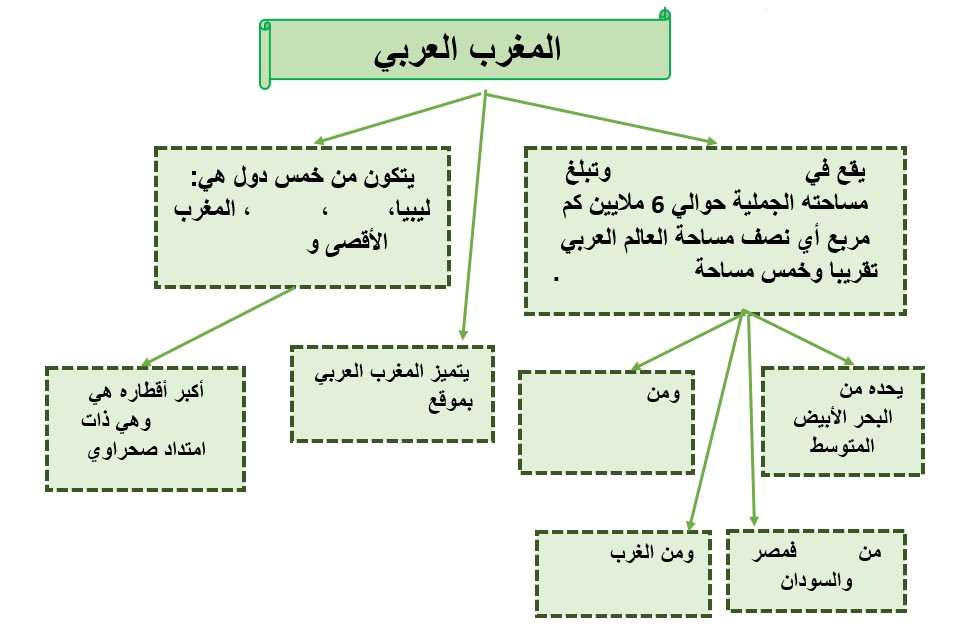 المغرب العربي
يقع في وتبلغ
مساحته الجملية حوالي 6 ملايين كم
مربع أي نصف مساحة العالم العربي
تقريبا وخمس مساحة .
يتكون من خمس دول هي:
ليبيا، ، ، المغرب
الأقصى و
يحده من
البحر الأبيض
المتوسط
ومن
يتميز المغرب العربي
بموقع
أكبر أقطاره هي
وهي ذات
امتداد صحراوي
من فمصر
والسودان
ومن الغرب